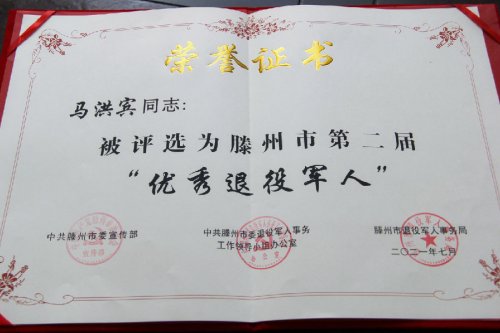 荣誉证书
马洪宾同志：
被评选为滕州市第二届
“优秀退役军人”
中共滕州市委宣传部
中共滕州市委退役军人事务
工作领导小组办公室
滕州市退役军人事务局
二〇二一年七月